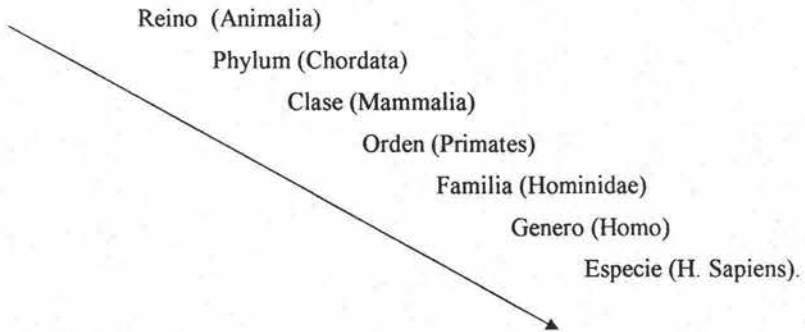 Reino (Animalia)
Phylum (Chordata)
Clase (Mammalia)
Orden (Primates)
Familia (Hominidae)
Genero (Homo)
Especie (H. Sapiens).